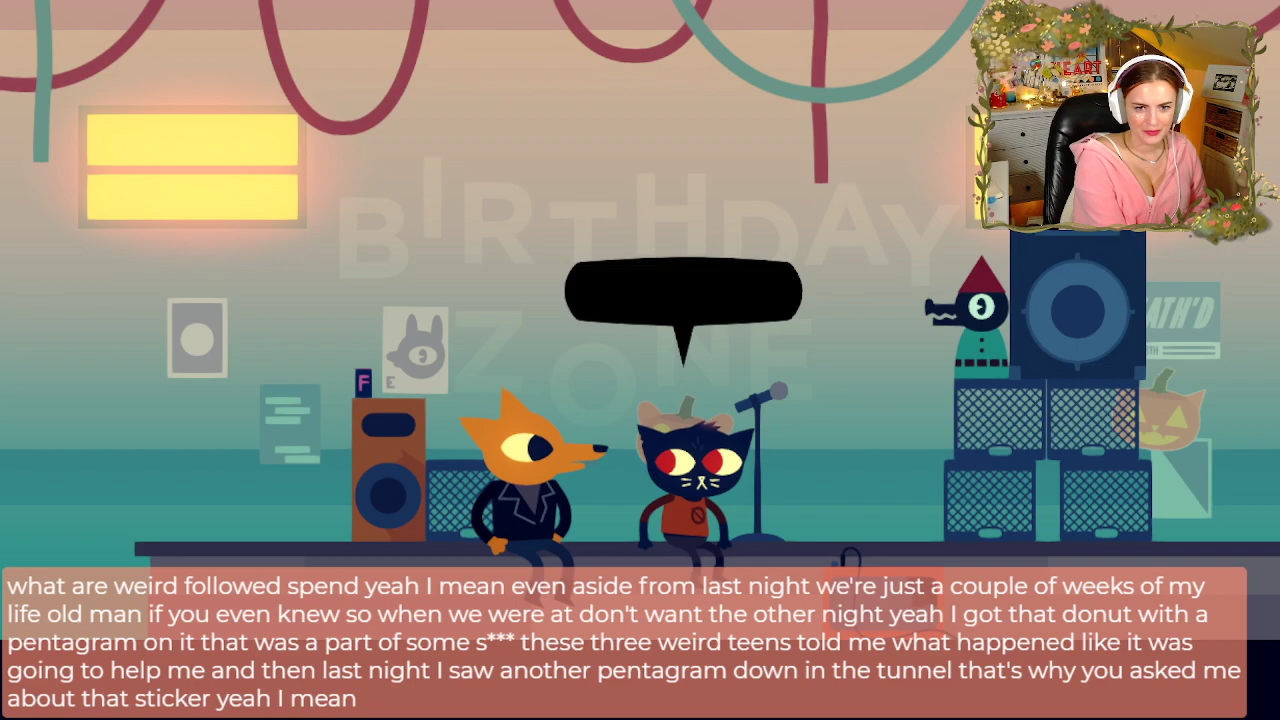 EART
BIRTHDAY
ZONE
ATH'D
F
E
what are weird followed spend yeah I mean even aside from last night we're just a couple of weeks of my
life old man if you even knew so when we were at don't want the other night yeah I got that donut with a
pentagram on it that was a part of some s*** these three weird teens told me what happened like it was
going to help me and then last night I saw another pentagram down in the tunnel that's why you asked me
about that sticker yeah I mean